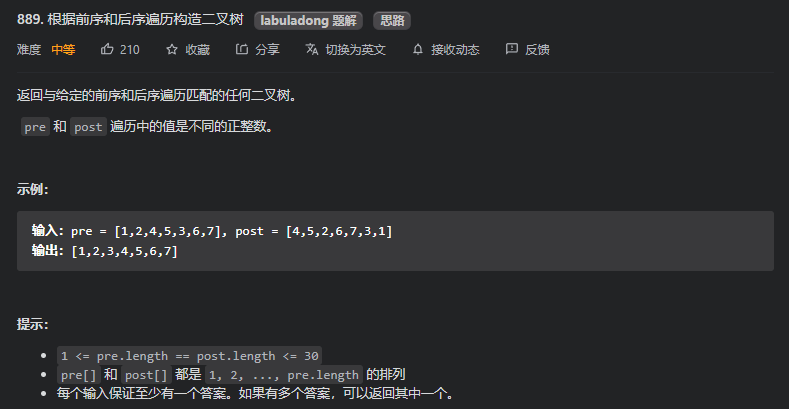 889. 根据前序和后序遍历构造二叉树 labuladong 题解 思路
难度 中等 210 收藏 分享 切换为英文 接收动态 反馈
返回与给定的前序和后序遍历匹配的任何二叉树。
pre 和 post 遍历中的值是不同的正整数。
示例：
输入：pre = [1,2,4,5,3,6,7], post = [4,5,2,6,7,3,1]
输出：[1,2,3,4,5,6,7]
提示：
1 <= pre.length == post.length <= 30
pre[] 和 post[] 都是 1, 2, ..., pre.length 的排列
每个输入保证至少有一个答案。如果有多个答案，可以返回其中一个。